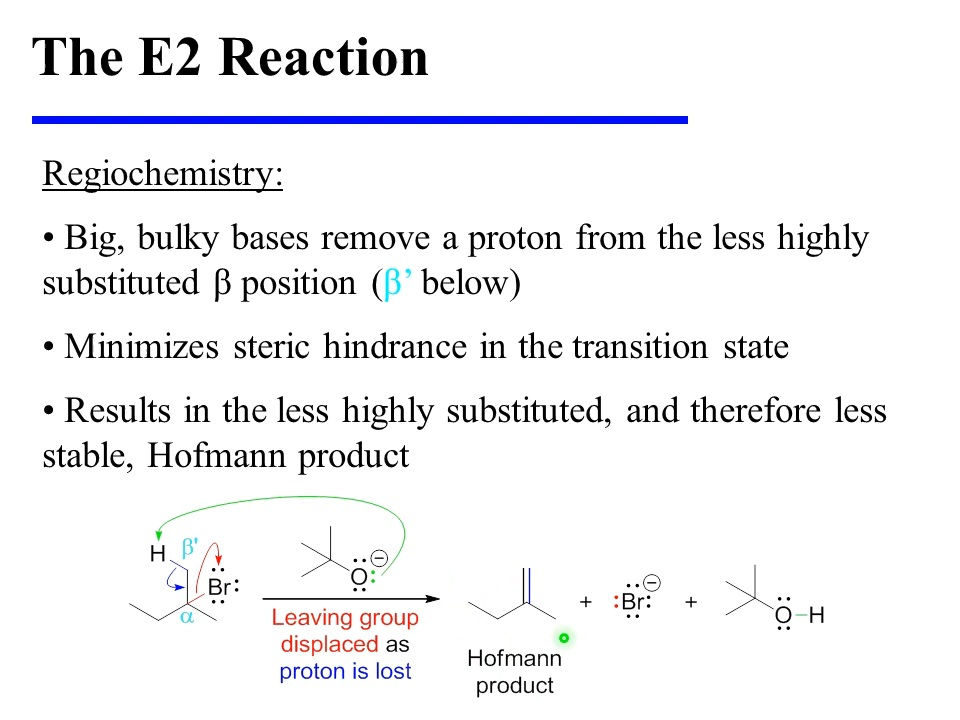 The E2 Reaction
Regiochemistry:
• Big, bulky bases remove a proton from the less highly
substituted β position (β’ below)
• Minimizes steric hindrance in the transition state
• Results in the less highly substituted, and therefore less
stable, Hofmann product
H β'
Br
α
O −
Leaving group
displaced as
proton is lost
Hofmann
product
+
Br −
+
O H